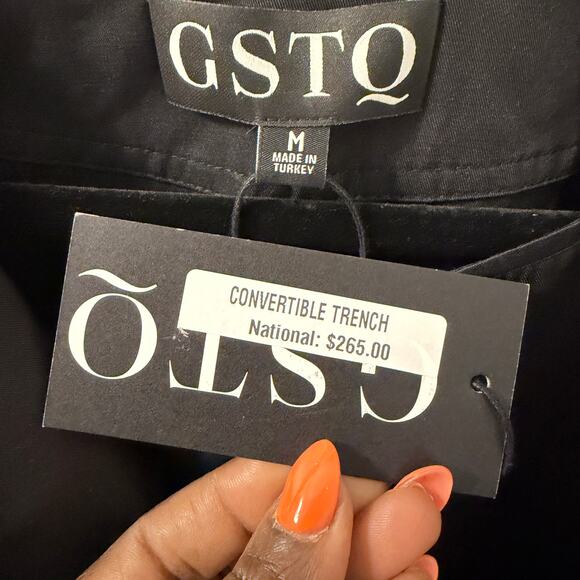 GSTQ
M
MADE IN
TURKEY
CONVERTIBLE TRENCH
National: $265.00
GSTQ